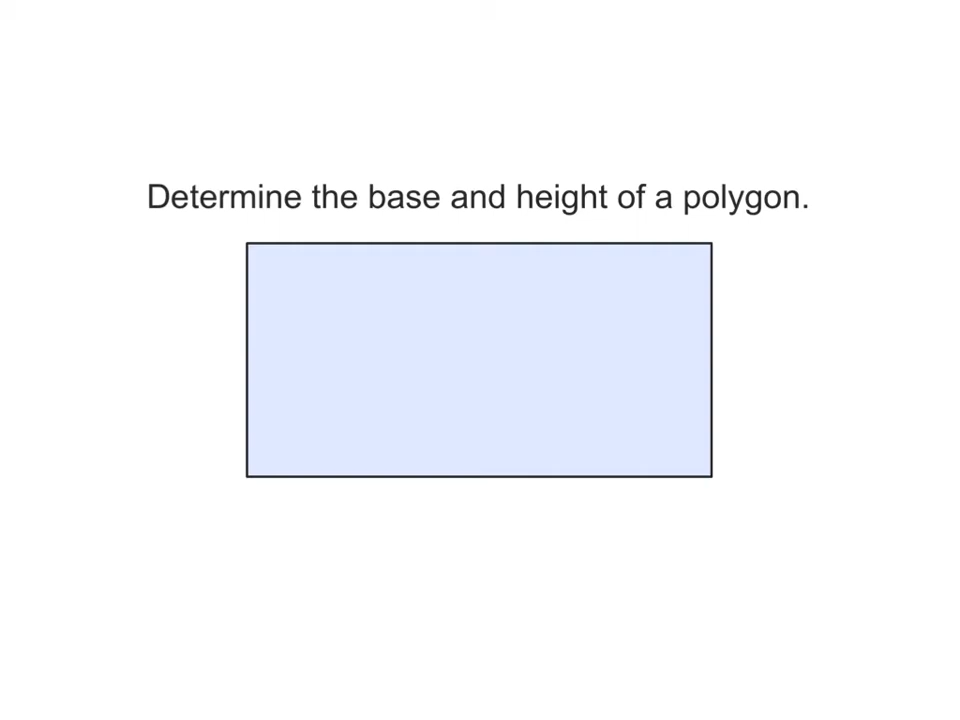 Determine the base and height of a polygon.